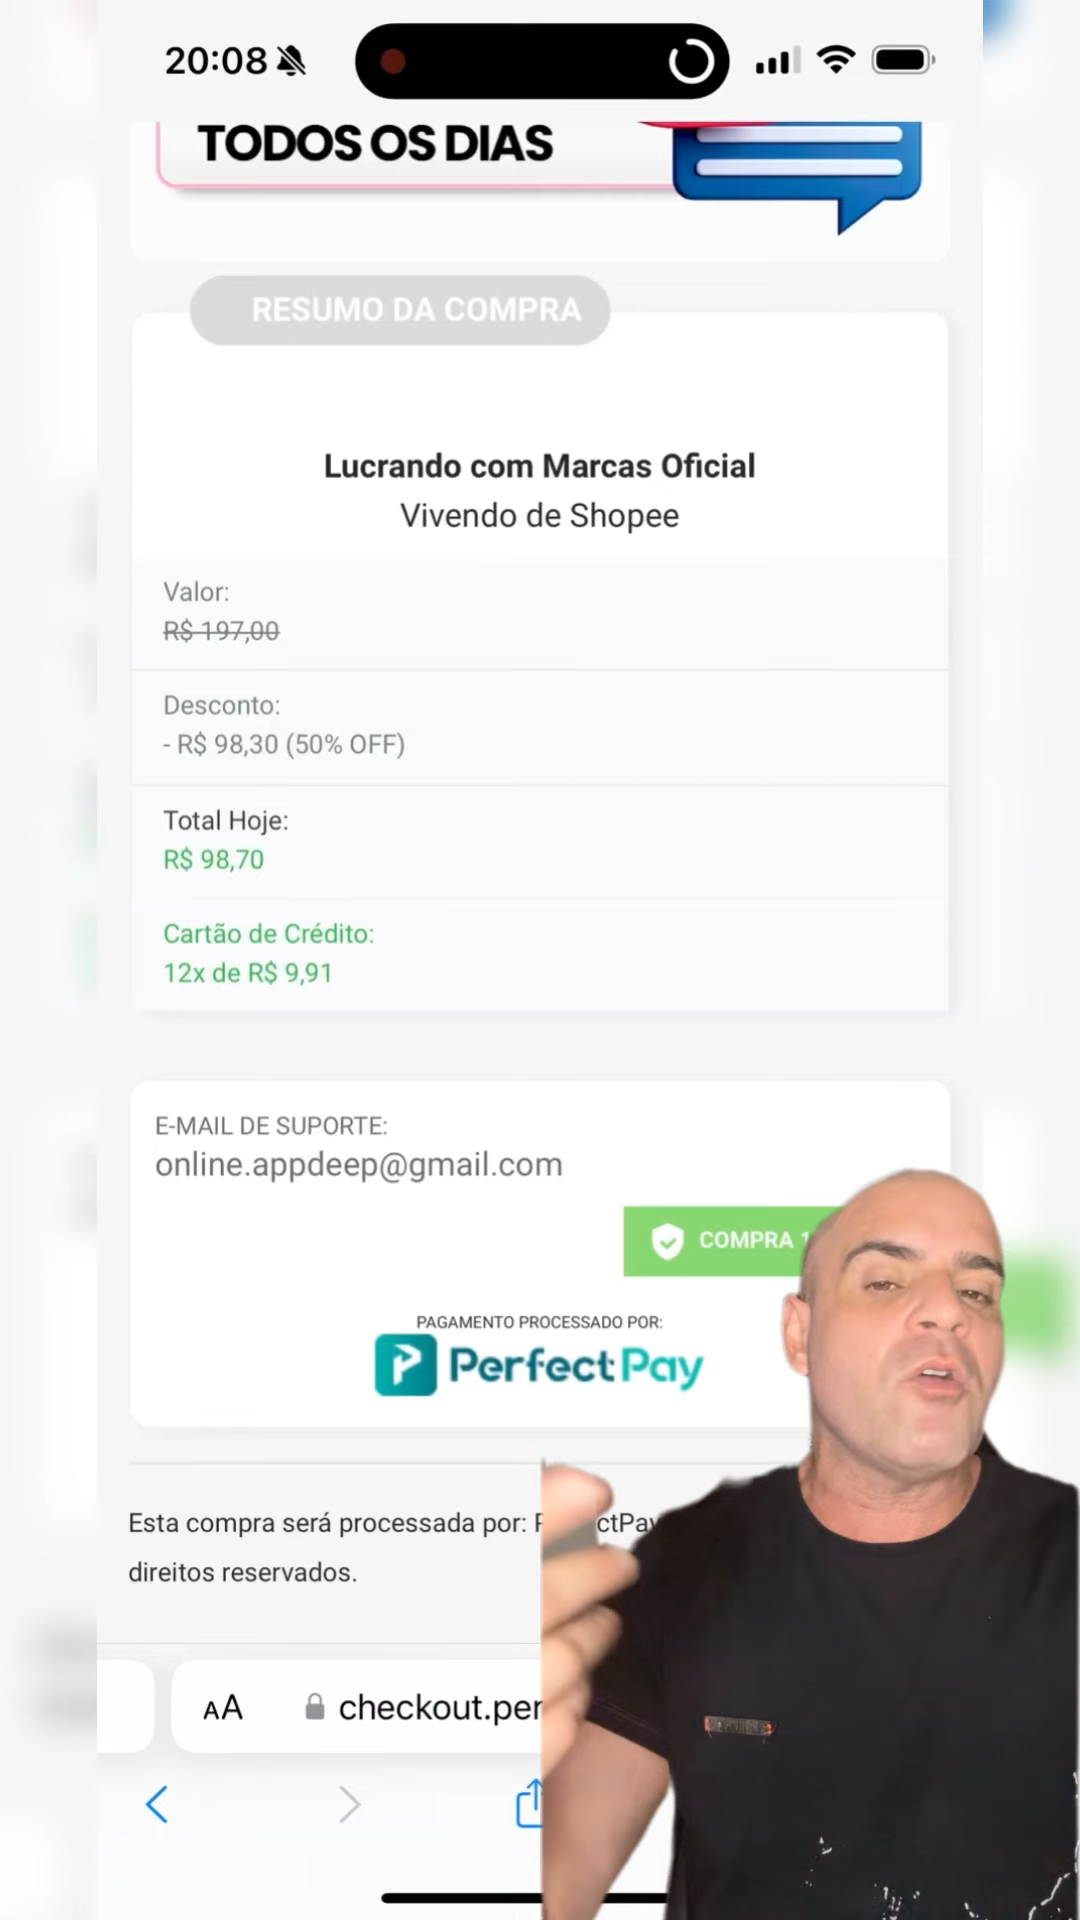 20:08
TODOS OS DIAS
RESUMO DA COMPRA
Lucrando com Marcas Oficial
Vivendo de Shopee
Valor:
R$ 197,00
Desconto:
- R$ 98,30 (50% OFF)
Total Hoje:
R$ 98,70
Cartão de Crédito:
12x de R$ 9,91
E-MAIL DE SUPORTE:
online.appdeep@gmail.com
COMPRA 1
PAGAMENTO PROCESSADO POR:
PerfectPay
Esta compra será processada por: P ctPay
direitos reservados.
AA checkout.per